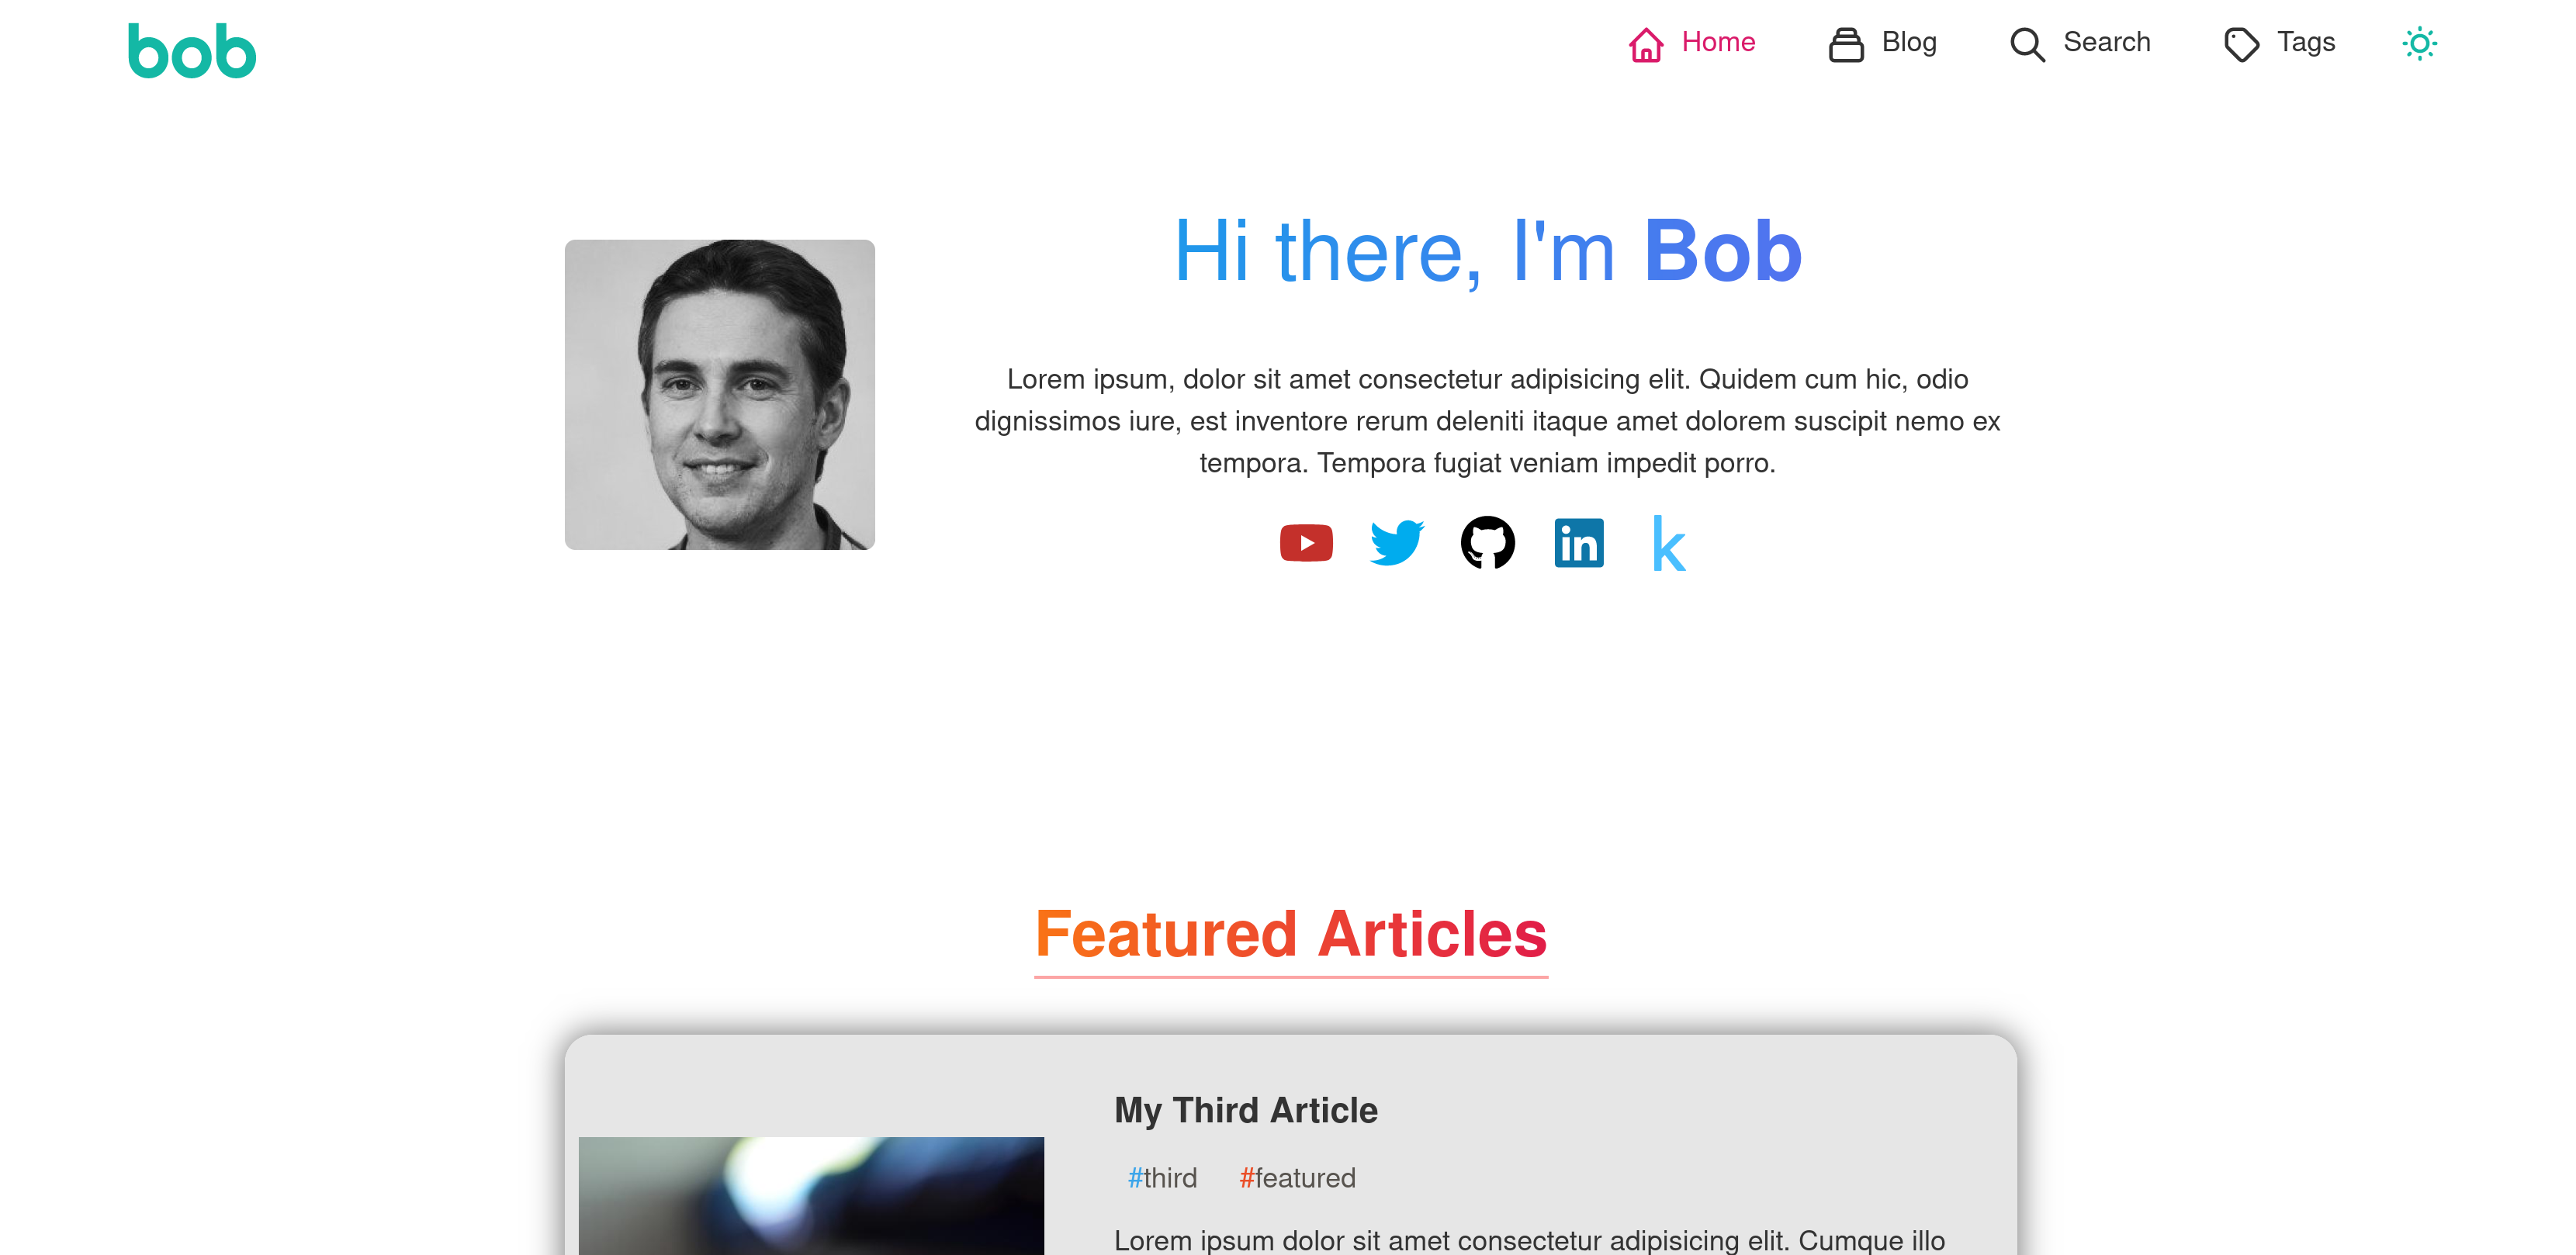 bob
Home
Blog
Search
Tags
Hi there, I'm Bob
Lorem ipsum, dolor sit amet consectetur adipisicing elit. Quidem cum hic, odio
dignissimos iure, est inventore rerum deleniti itaque amet dolorem suscipit nemo ex
tempora. Tempora fugiat veniam impedit porro.
in
k
Featured Articles
My Third Article
#third #featured
Lorem ipsum dolor sit amet consectetur adipisicing elit. Cumque illo